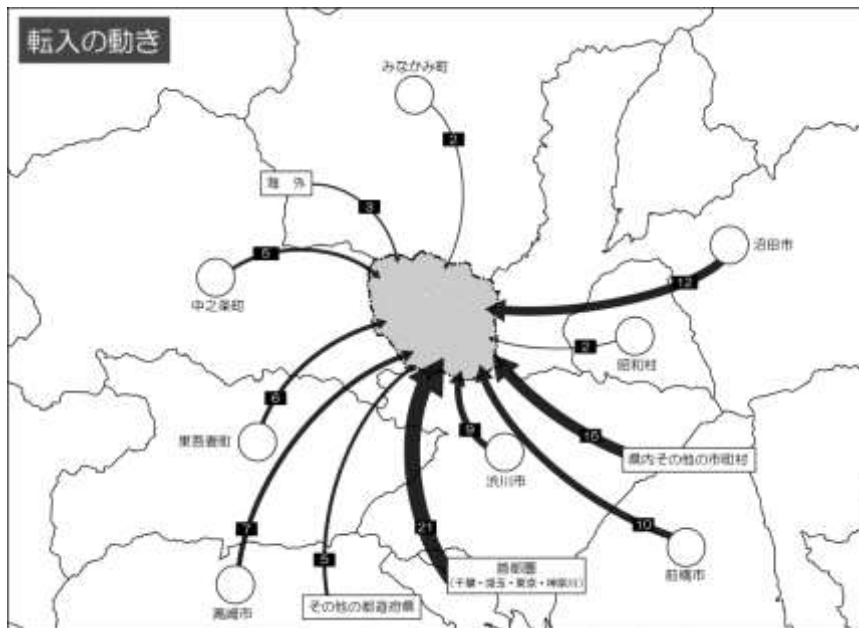 転入の動き
みなかみ町
2
海 外
3
沼田市
5
12
中之条町
2
昭和村
6
東吾妻町
9
15
渋川市
県内その他の市町村
7
21
10
5
首都圏
(千葉・埼玉・東京・神奈川)
前橋市
高崎市
その他の都道府県